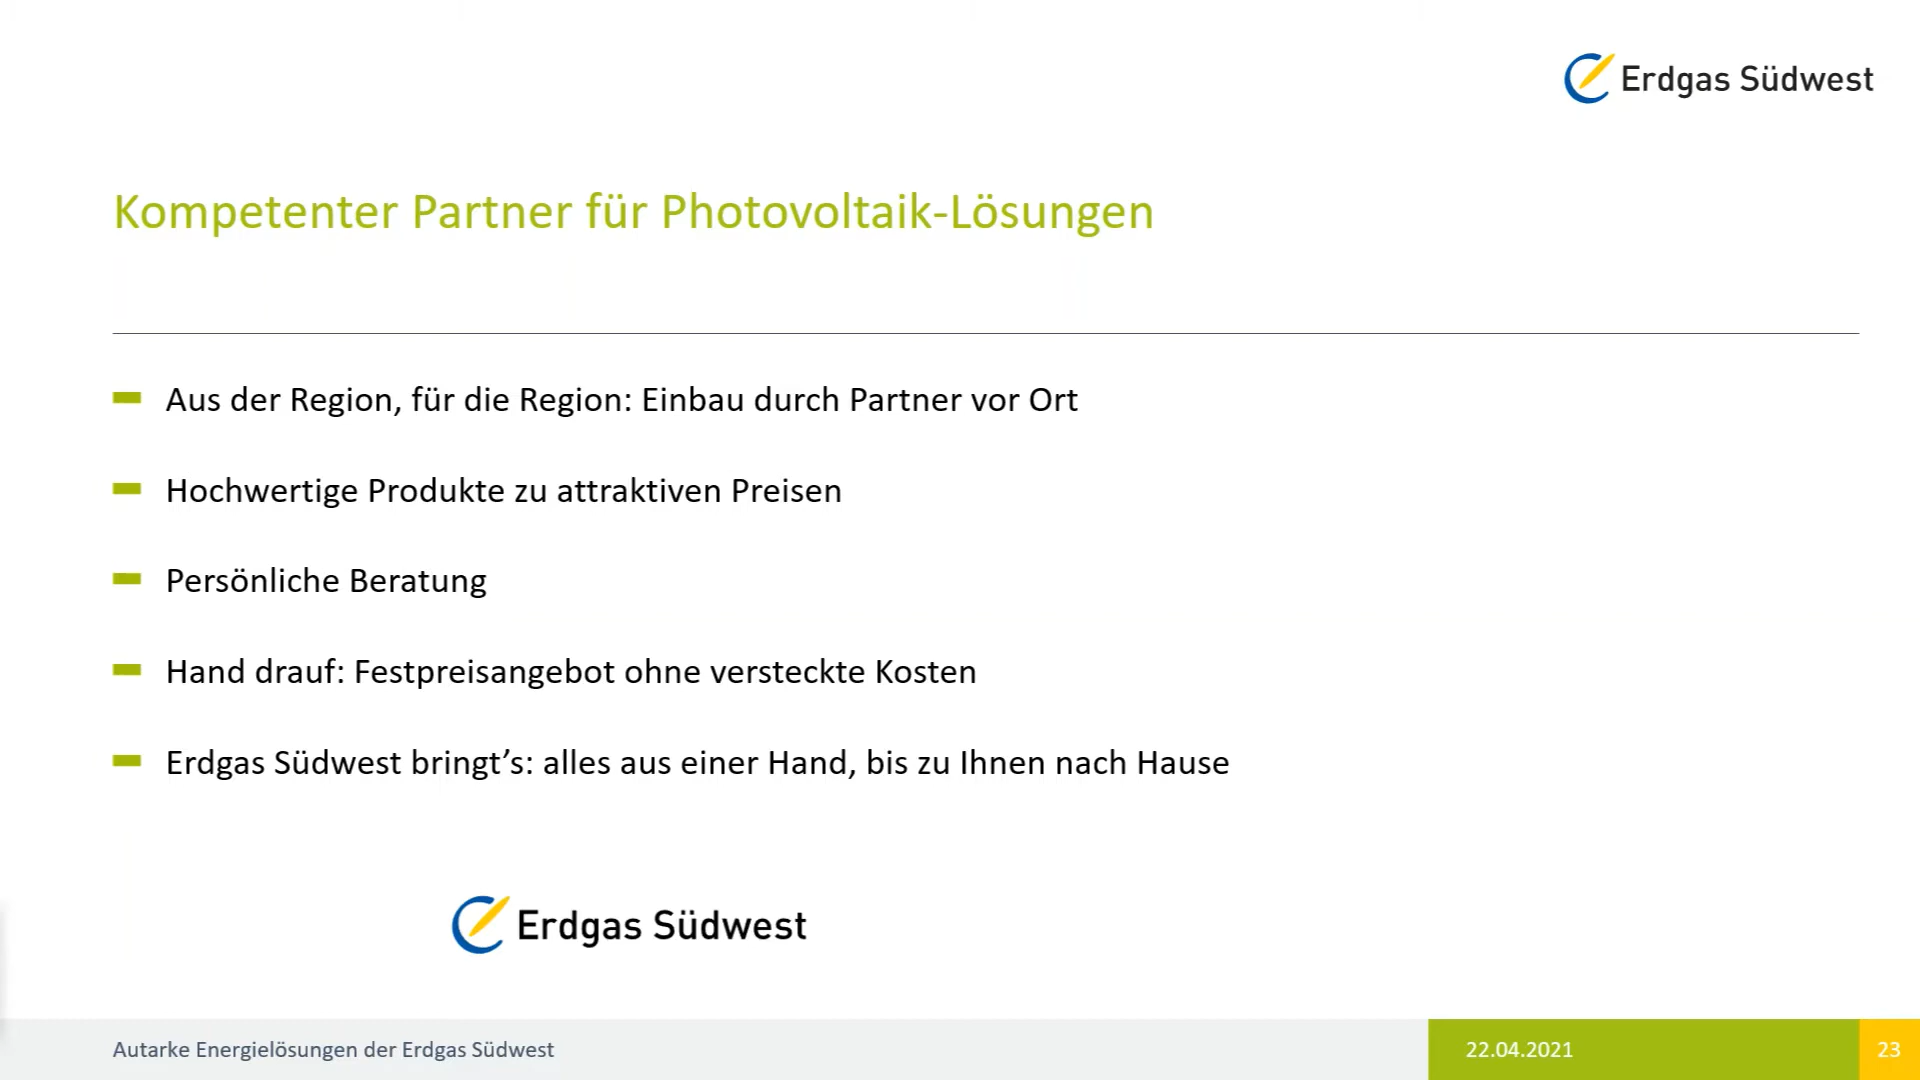 Erdgas Südwest
Kompetenter Partner für Photovoltaik-Lösungen
Aus der Region, für die Region: Einbau durch Partner vor Ort
Hochwertige Produkte zu attraktiven Preisen
Persönliche Beratung
Hand drauf: Festpreisangebot ohne versteckte Kosten
Erdgas Südwest bringt’s: alles aus einer Hand, bis zu Ihnen nach Hause
Erdgas Südwest
Autarke Energielösungen der Erdgas Südwest
22.04.2021
23